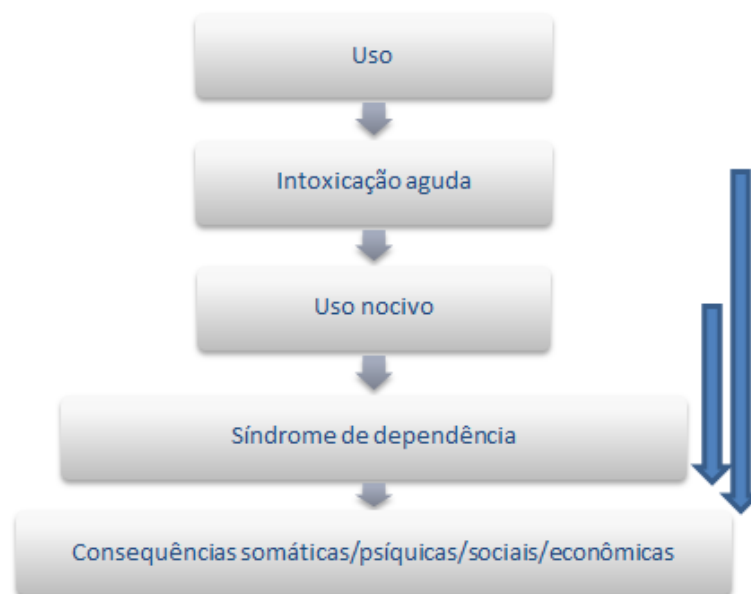 Uso
Intoxicação aguda
Uso nocivo
Síndrome de dependência
Consequências somáticas/psíquicas/sociais/econômicas